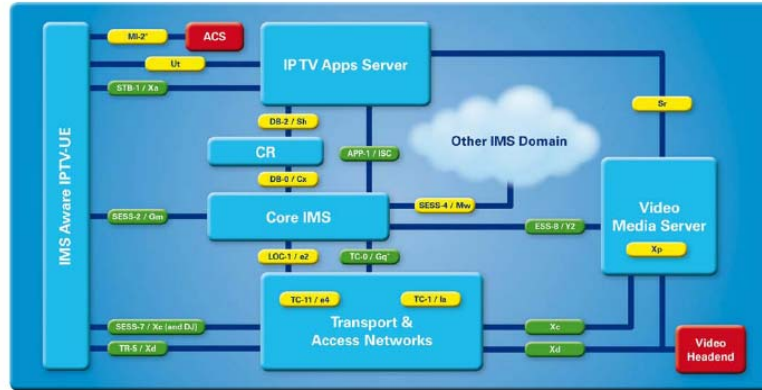 MI-2'
ACS
Ut
IPTV Apps Server
STB-1 / Xa
Sr
DB-2 / Sh
CR
APP-1 / ISC
Other IMS Domain
DB-0 / Cx
IMS Aware IPTV-UE
SESS-2 / Gm
Core IMS
SESS-4 / Mw
ESS-8 / Y2
Video
Media Server
Xp
LOC-1 / e2
TC-0 / Gq'
TC-11 / e4
TC-1 / Ia
SESS-7 / Xc (and DJ)
Transport &
Access Networks
Xc
TR-5 / Xd
Xd
Video
Headend